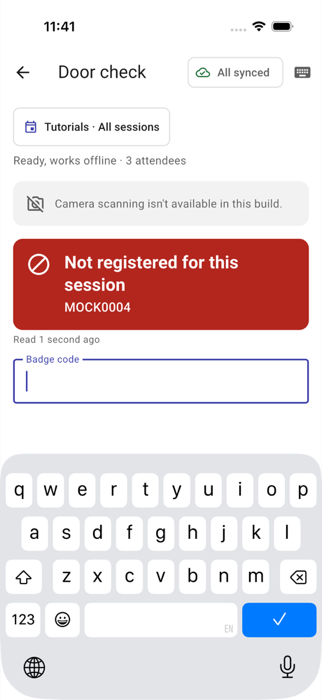 11:41
Door check
All synced
Tutorials · All sessions
Ready, works offline · 3 attendees
Camera scanning isn't available in this build.
Not registered for this
session
MOCK0004
Read 1 second ago
Badge code
q w e r t y u i o p
a s d f g h j k l
z x c v b n m
123
EN